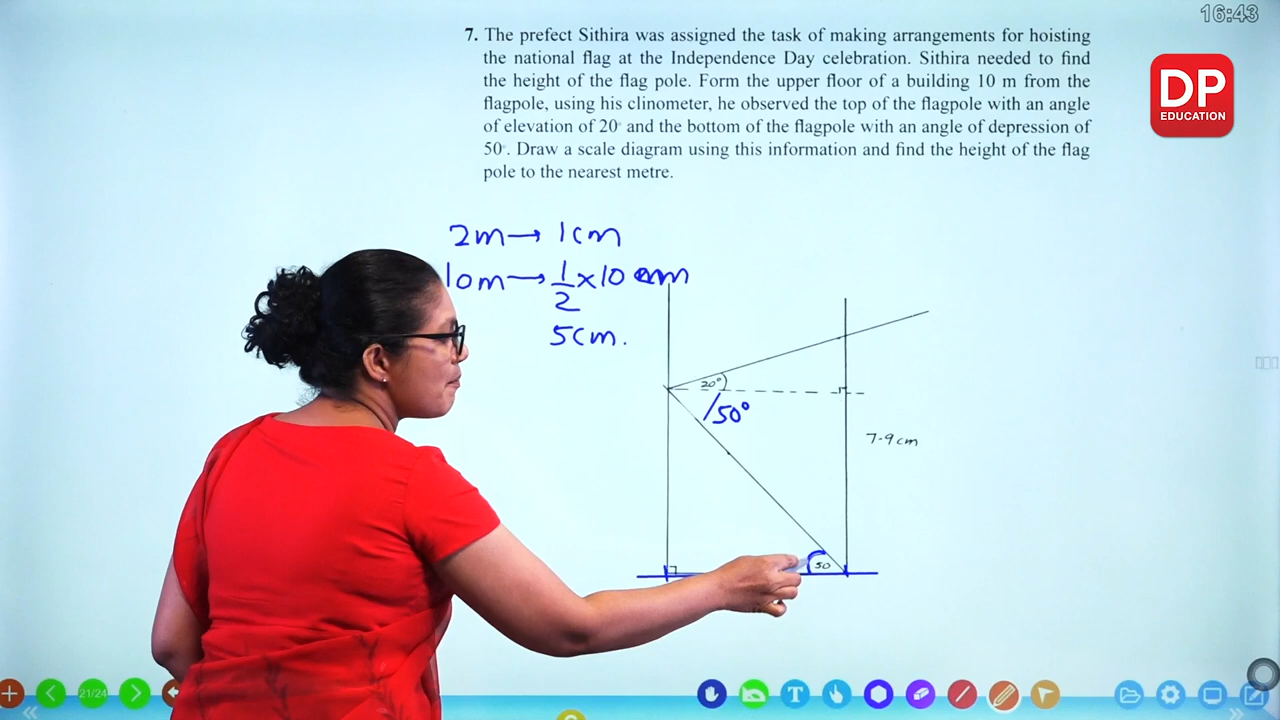 16:43
7. The prefect Sithira was assigned the task of making arrangements for hoisting
the national flag at the Independence Day celebration. Sithira needed to find
the height of the flag pole. Form the upper floor of a building 10 m from the
flagpole, using his clinometer, he observed the top of the flagpole with an angle
of elevation of 20° and the bottom of the flagpole with an angle of depression of
50°. Draw a scale diagram using this information and find the height of the flag
pole to the nearest metre.
DP
EDUCATION
2m → 1cm
10m → 1/2 × 10 cm
5cm.
20°
50°
7.9cm
50
21/24